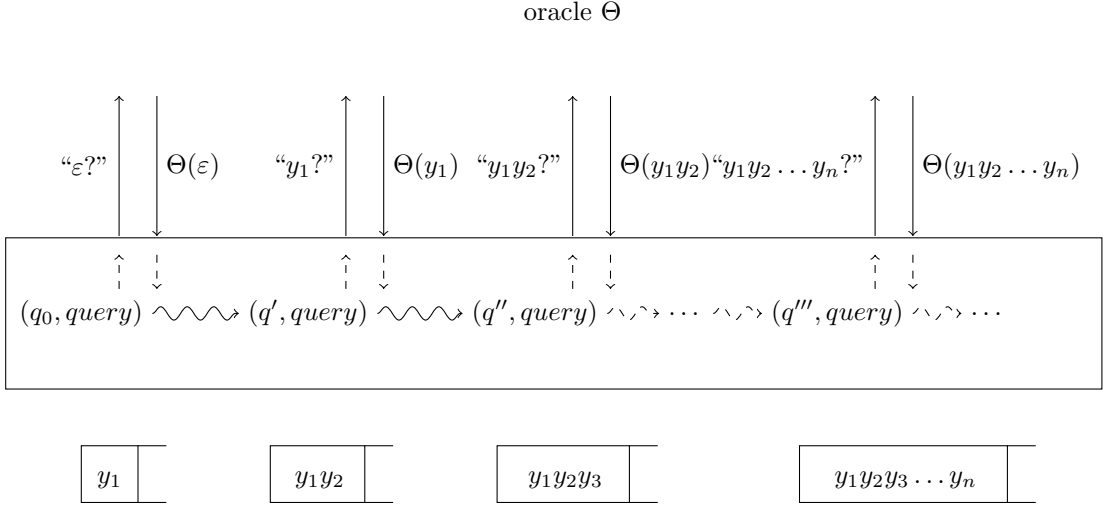 oracle Θ
“ε?” Θ(ε) “y₁?” Θ(y₁) “y₁y₂?” Θ(y₁y₂) “y₁y₂…yₙ?” Θ(y₁y₂…yₙ)
(q₀, query) (q′, query) (q″, query) ⋯ (q‴, query) ⋯
y₁ y₁y₂ y₁y₂y₃ y₁y₂y₃…yₙ